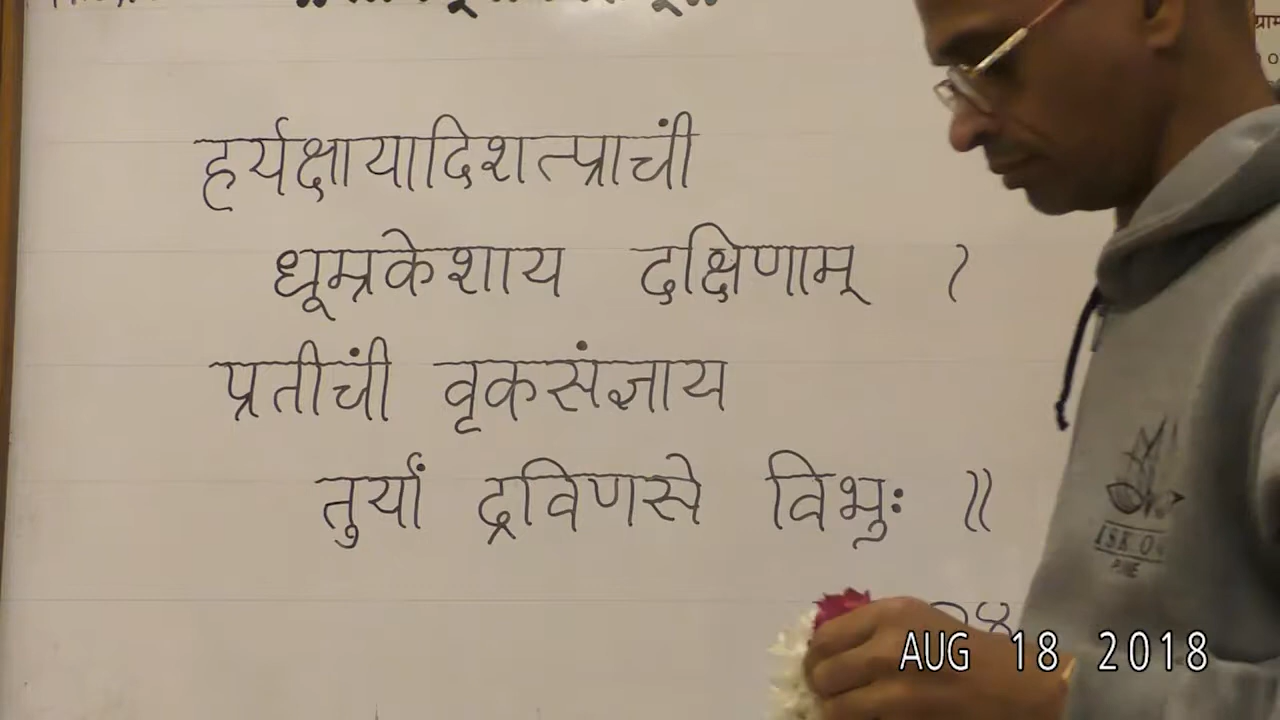 हर्यक्षायादिशत्प्राचीं
धूम्रकेशाय दक्षिणाम् ।
प्रतीचीं वृकसंज्ञाय
तुर्यां द्रविणसे विभुः ॥
AUG 18 2018